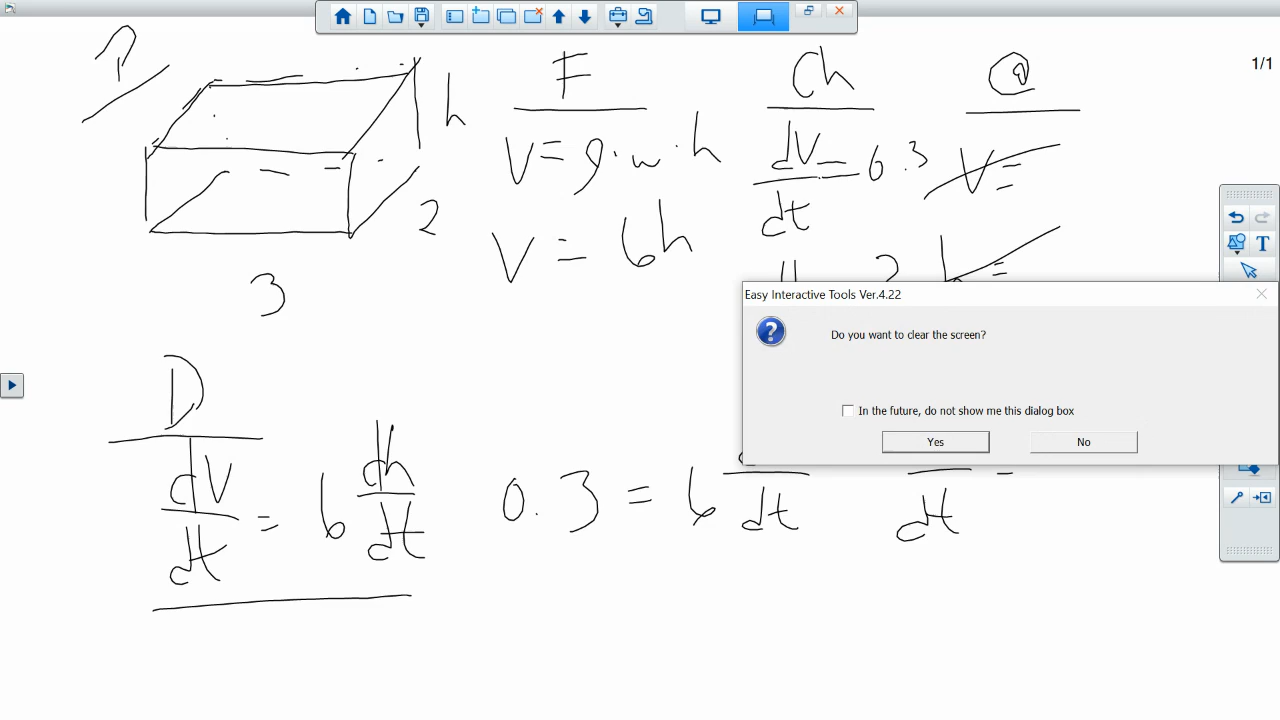 1/1
1
h
2
3
F
V = l·w·h
V = 6h
Ch
dV/dt = 0.3
@
V =
Easy Interactive Tools Ver.4.22
Do you want to clear the screen?
In the future, do not show me this dialog box
Yes
No
D
dV/dt = 6 dh/dt
0.3 = 6 /dt
/dt =
T